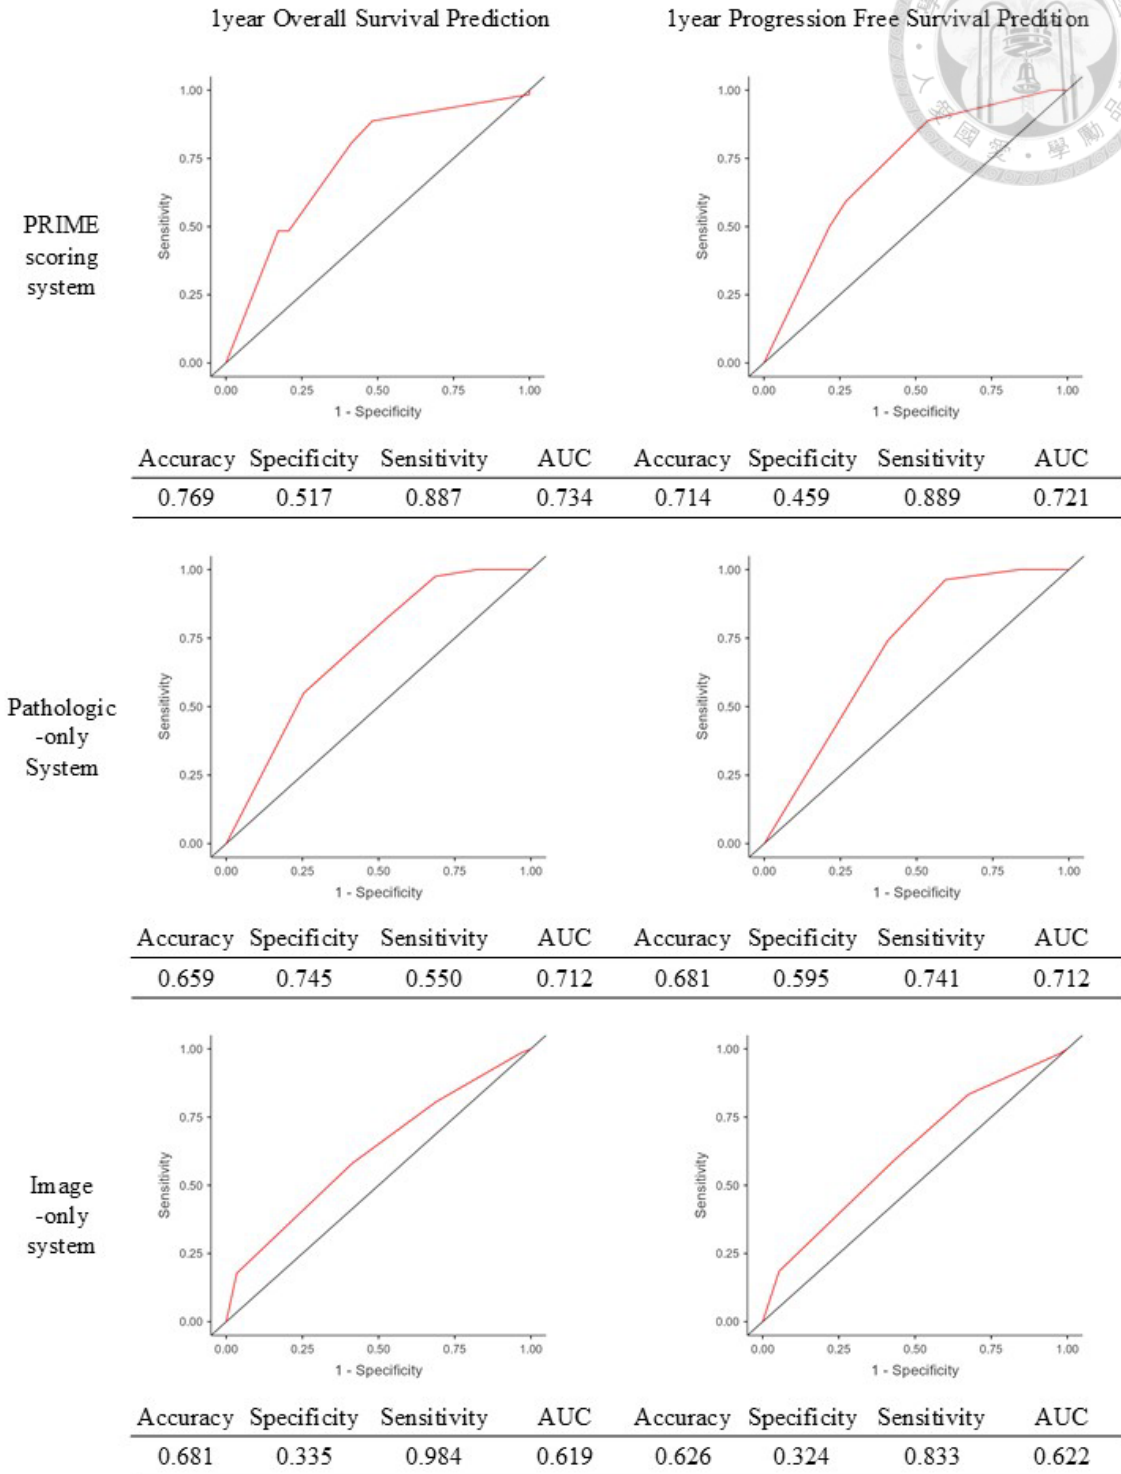 1year Overall Survival Prediction
1year Progression Free Survival Predition
人
國
愛
學
勵
品
PRIME
scoring
system
Sensitivity
1.00
0.75
0.50
0.25
0.00
0.00 0.25 0.50 0.75 1.00
1 - Specificity
Sensitivity
1.00
0.75
0.50
0.25
0.00
0.00 0.25 0.50 0.75 1.00
1 - Specificity
Accuracy Specificity Sensitivity AUC Accuracy Specificity Sensitivity AUC
0.769 0.517 0.887 0.734 0.714 0.459 0.889 0.721
Pathologic
-only
System
Sensitivity
1.00
0.75
0.50
0.25
0.00
0.00 0.25 0.50 0.75 1.00
1 - Specificity
Sensitivity
1.00
0.75
0.50
0.25
0.00
0.00 0.25 0.50 0.75 1.00
1 - Specificity
Accuracy Specificity Sensitivity AUC Accuracy Specificity Sensitivity AUC
0.659 0.745 0.550 0.712 0.681 0.595 0.741 0.712
Image
-only
system
Sensitivity
1.00
0.75
0.50
0.25
0.00
0.00 0.25 0.50 0.75 1.00
1 - Specificity
Sensitivity
1.00
0.75
0.50
0.25
0.00
0.00 0.25 0.50 0.75 1.00
1 - Specificity
Accuracy Specificity Sensitivity AUC Accuracy Specificity Sensitivity AUC
0.681 0.335 0.984 0.619 0.626 0.324 0.833 0.622